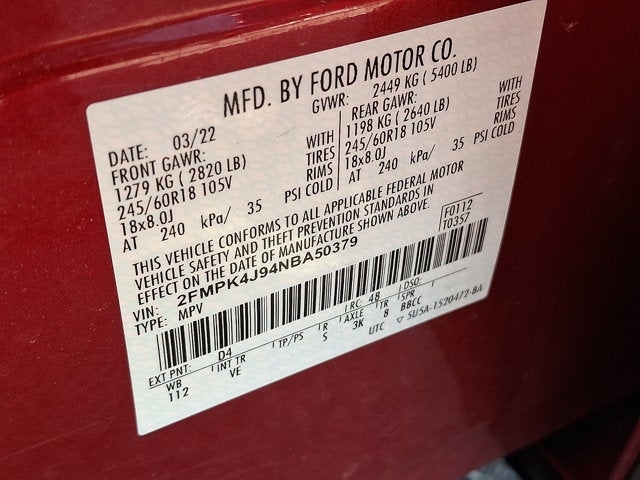 MFD. BY FORD MOTOR CO.
DATE: 03/22 GVWR: 2449 KG ( 5400 LB)
FRONT GAWR: WITH REAR GAWR: WITH
1279 KG ( 2820 LB) TIRES 1198 KG ( 2640 LB) TIRES
245/60R18 105V RIMS 245/60R18 105V RIMS
18x8.0J PSI COLD 18x8.0J PSI COLD
AT 240 kPa/ 35 AT 240 kPa/ 35
THIS VEHICLE CONFORMS TO ALL APPLICABLE FEDERAL MOTOR
VEHICLE SAFETY AND THEFT PREVENTION STANDARDS IN
EFFECT ON THE DATE OF MANUFACTURE SHOWN ABOVE.
F0112
T0357
VIN: 2FMPK4J94NBA50379
TYPE: MPV
EXT PNT: D4 RC: 48 DSO:
WB INT TR TP/PS R AXLE TR SPR
112 VE S 3K 8 BBCC
UTC ▽ 5U5A-1520472-BA